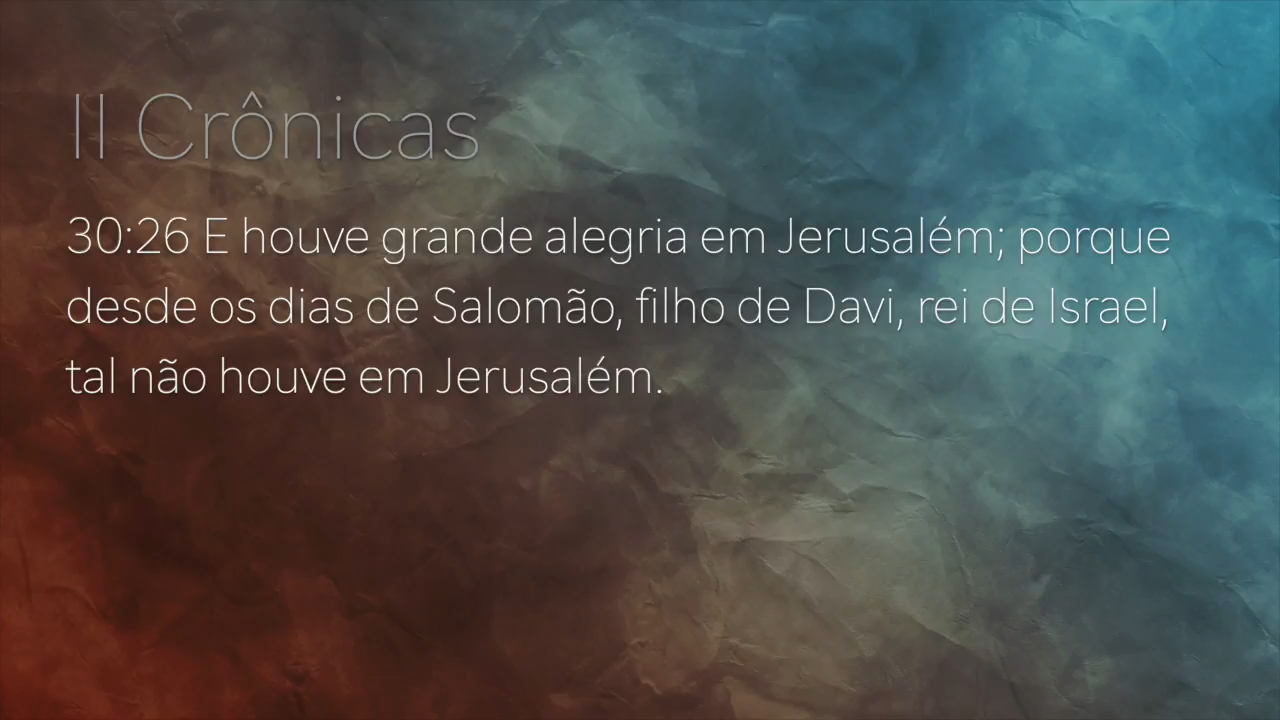 II Crônicas
30:26 E houve grande alegria em Jerusalém; porque
desde os dias de Salomão, filho de Davi, rei de Israel,
tal não houve em Jerusalém.